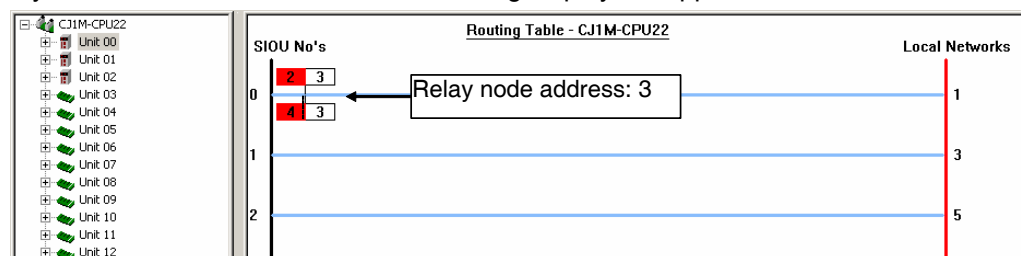 CJ1M-CPU22
Unit 00
Unit 01
Unit 02
Unit 03
Unit 04
Unit 05
Unit 06
Unit 07
Unit 08
Unit 09
Unit 10
Unit 11
Unit 12
Routing Table - CJ1M-CPU22
SIOU No's
Local Networks
2 3
Relay node address: 3
0
1
4 3
1
3
2
5